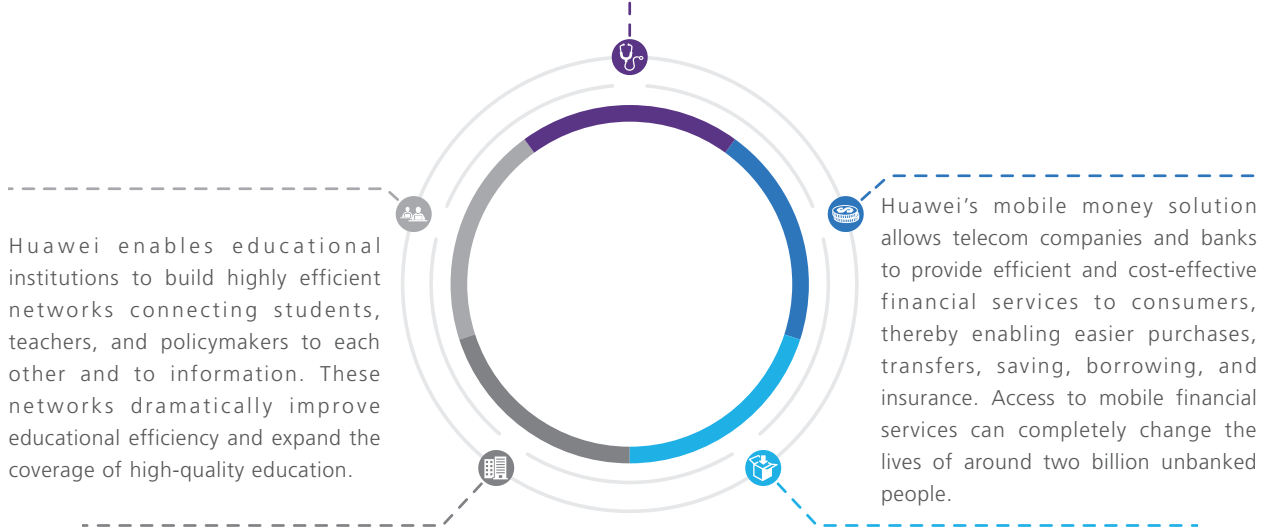 Huawei enables educational
institutions to build highly efficient
networks connecting students,
teachers, and policymakers to each
other and to information. These
networks dramatically improve
educational efficiency and expand the
coverage of high-quality education.
Huawei's mobile money solution
allows telecom companies and banks
to provide efficient and cost-effective
financial services to consumers,
thereby enabling easier purchases,
transfers, saving, borrowing, and
insurance. Access to mobile financial
services can completely change the
lives of around two billion unbanked
people.